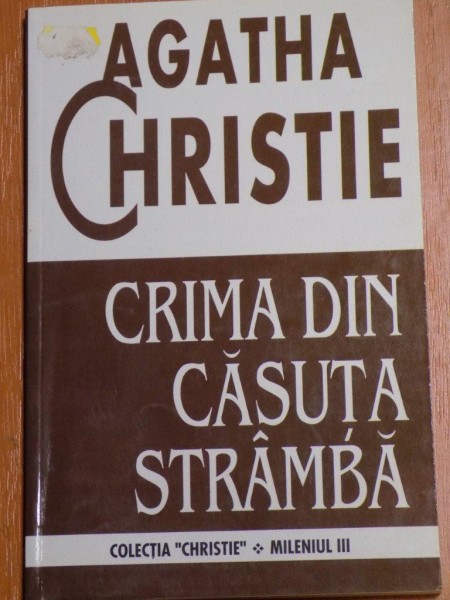 AGATHA
CHRISTIE
CRIMA DIN
CĂSUȚA
STRÂMBĂ
COLECȚIA "CHRISTIE" ❖ MILENIUL III